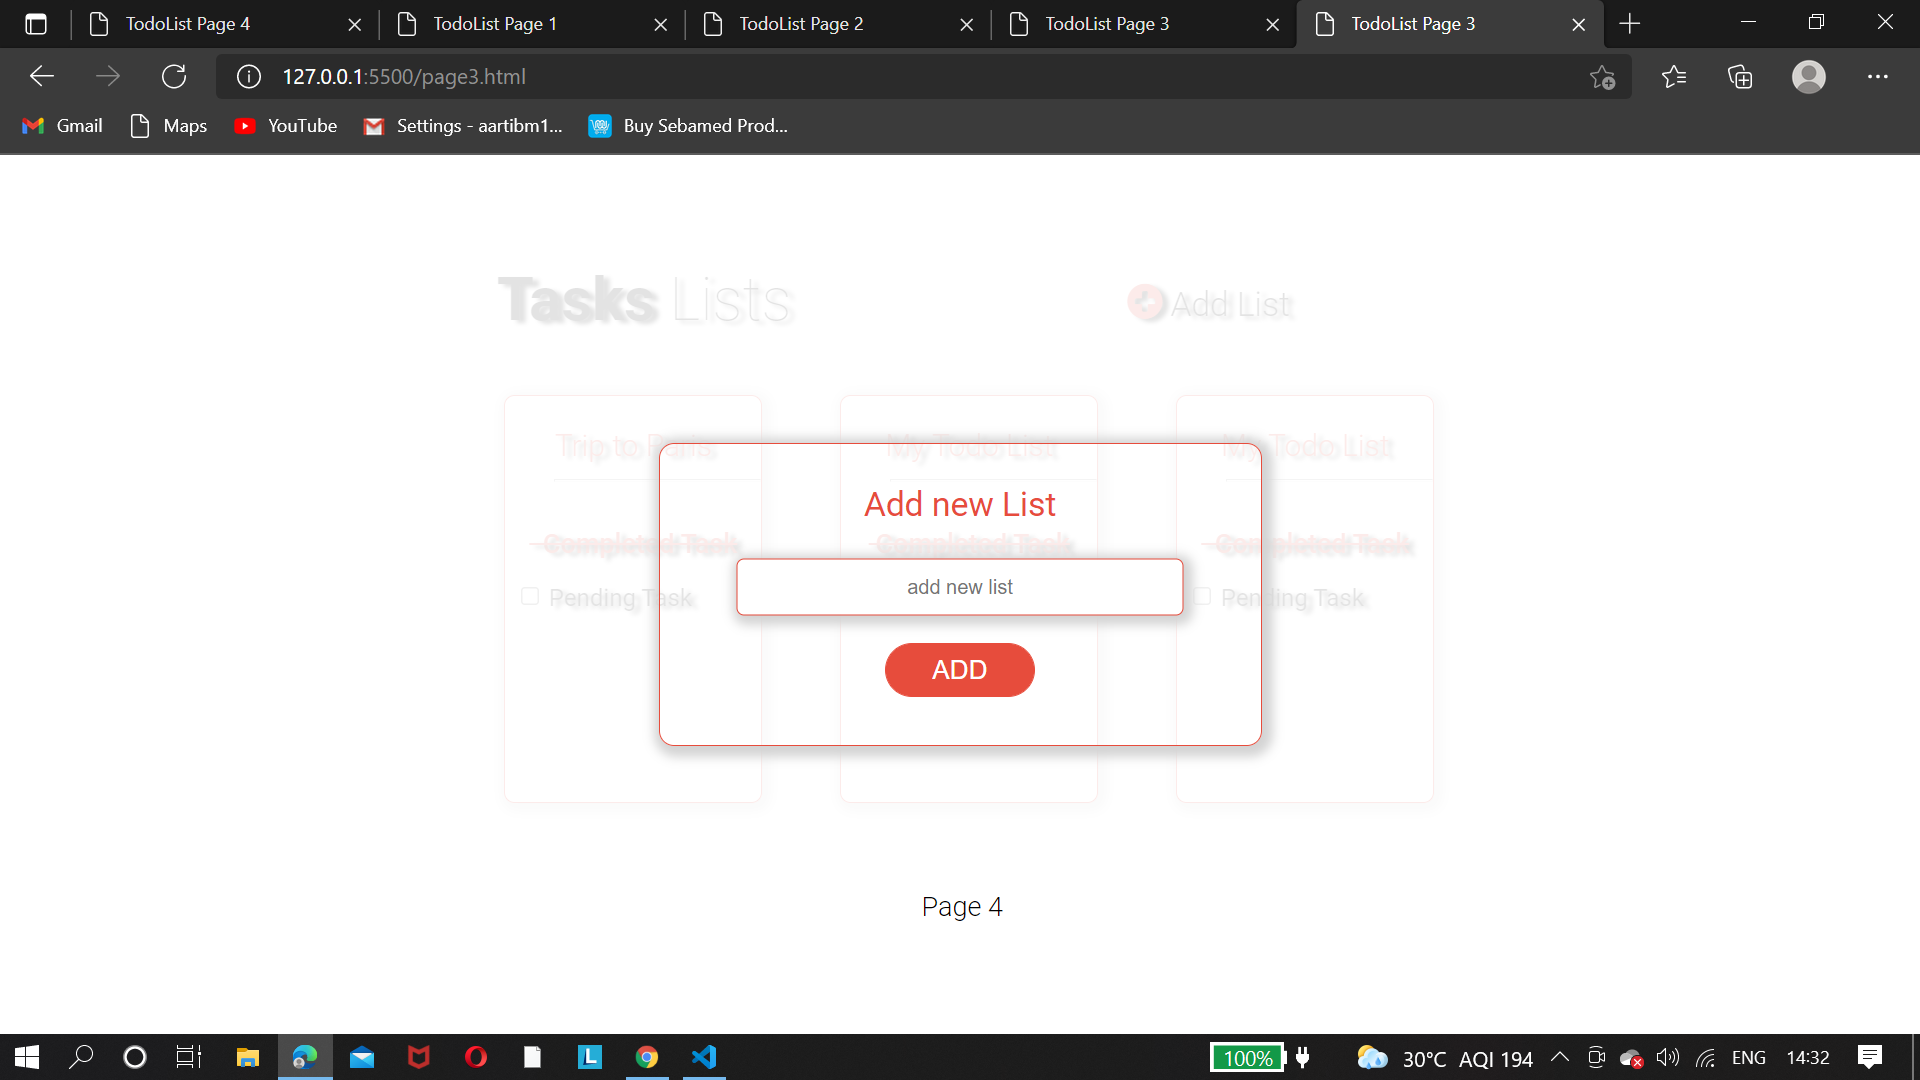 TodoList Page 4
TodoList Page 1
TodoList Page 2
TodoList Page 3
TodoList Page 3
127.0.0.1:5500/page3.html
Gmail
Maps
YouTube
Settings - aartibm1...
Buy Sebamed Prod...
Tasks Lists
Add List
Trip to Paris
My Todo List
My Todo List
Add new List
Completed Task
Completed Task
Completed Task
add new list
Pending Task
Pending Task
ADD
Page 4
L
100%
30°C AQI 194
ENG
14:32